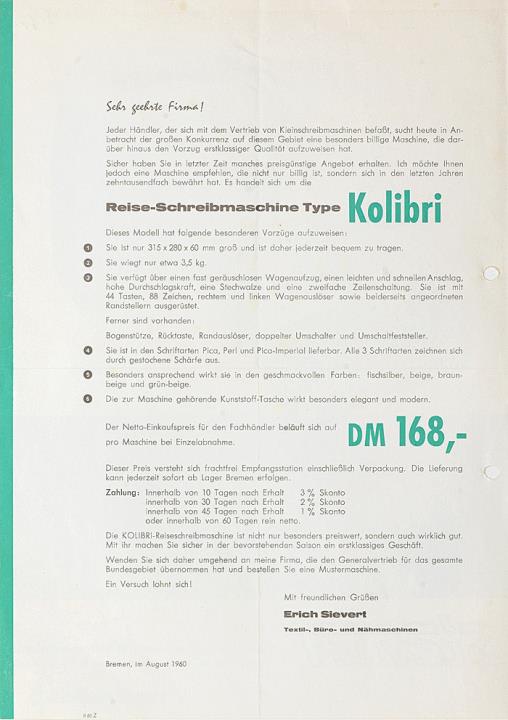 Sehr geehrte Firma!
Jeder Händler, der sich mit dem Vertrieb von Kleinschreibmaschinen befaßt, sucht heute in An-
betracht der großen Konkurrenz auf diesem Gebiet eine besonders billige Maschine, die dar-
über hinaus den Vorzug erstklassiger Qualität aufzuweisen hat.
Sicher haben Sie in letzter Zeit manches preisgünstige Angebot erhalten. Ich möchte Ihnen
jedoch eine Maschine empfehlen, die nicht nur billig ist, sondern sich in den letzten Jahren
zehntausendfach bewährt hat. Es handelt sich um die
Reise-Schreibmaschine Type Kolibri
Dieses Modell hat folgende besonderen Vorzüge aufzuweisen:
1 Sie ist nur 315 x 280 x 60 mm groß und ist daher jederzeit bequem zu tragen.
2 Sie wiegt nur etwa 3,5 kg.
3 Sie verfügt über einen fast geräuschlosen Wagenaufzug, einen leichten und schnellen Anschlag,
hohe Durchschlagskraft, eine Stechwalze und eine zweifache Zeilenschaltung. Sie ist mit
44 Tasten, 88 Zeichen, rechtem und linken Wagenauslöser sowie beiderseits angeordneten
Randstellern ausgerüstet.
Ferner sind vorhanden:
Bogenstütze, Rücktaste, Randauslöser, doppelter Umschalter und Umschaltfeststeller.
4 Sie ist in den Schriftarten Pica, Perl und Pica-Imperial lieferbar. Alle 3 Schriftarten zeichnen sich
durch gestochene Schärfe aus.
5 Besonders ansprechend wirkt sie in den geschmackvollen Farben: fischsilber, beige, braun-
beige und grün-beige.
6 Die zur Maschine gehörende Kunststoff-Tasche wirkt besonders elegant und modern.
Der Netto-Einkaufspreis für den Fachhändler beläuft sich auf
DM 168,-
pro Maschine bei Einzelabnahme.
Dieser Preis versteht sich frachtfrei Empfangsstation einschließlich Verpackung. Die Lieferung
kann jederzeit sofort ab Lager Bremen erfolgen.
Zahlung: Innerhalb von 10 Tagen nach Erhalt 3 % Skonto
innerhalb von 30 Tagen nach Erhalt 2 % Skonto
innerhalb von 45 Tagen nach Erhalt 1 % Skonto
oder innerhalb von 60 Tagen rein netto.
Die KOLIBRI-Reiseschreibmaschine ist nicht nur besonders preiswert, sondern auch wirklich gut.
Mit ihr machen Sie sicher in der bevorstehenden Saison ein erstklassiges Geschäft.
Wenden Sie sich daher umgehend an meine Firma, die den Generalvertrieb für das gesamte
Bundesgebiet übernommen hat und bestellen Sie eine Mustermaschine.
Ein Versuch lohnt sich!
Mit freundlichen Grüßen
Erich Sievert
Textil-, Büro- und Nähmaschinen
Bremen, im August 1960